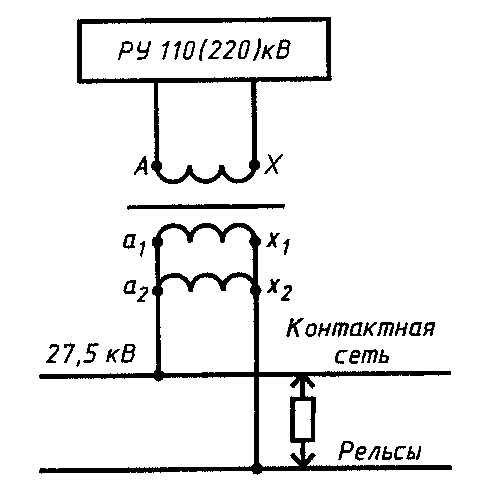 РУ 110(220)кВ
А Х
a₁ x₁
a₂ x₂
Контактная
27,5 кВ сеть
Рельсы